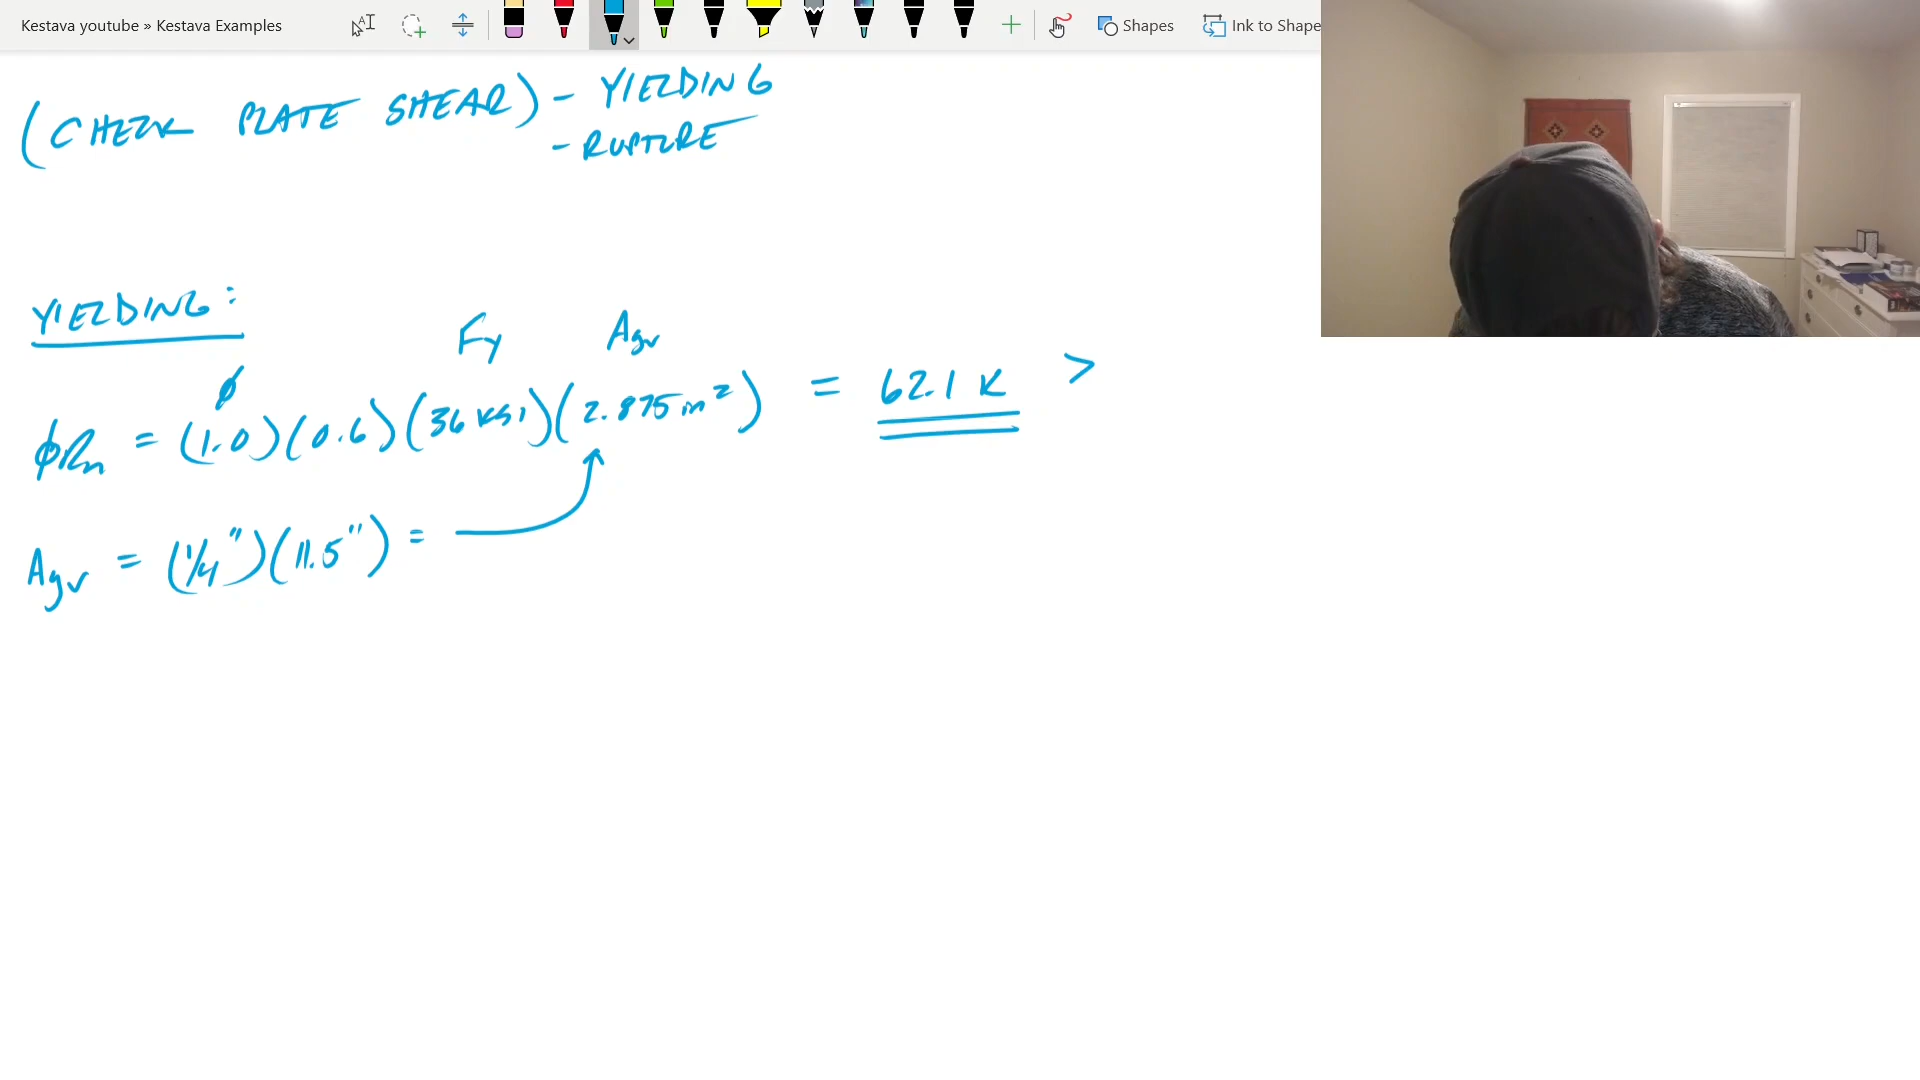 Kestava youtube » Kestava Examples
Shapes
Ink to Shape
(CHECK PLATE SHEAR) - YIELDING
- RUPTURE
YIELDING:
Fy Agv
ϕ
ϕRn = (1.0)(0.6)(36 KSI)(2.875 in²) = 62.1 K >
Agv = (1/4")(11.5") =